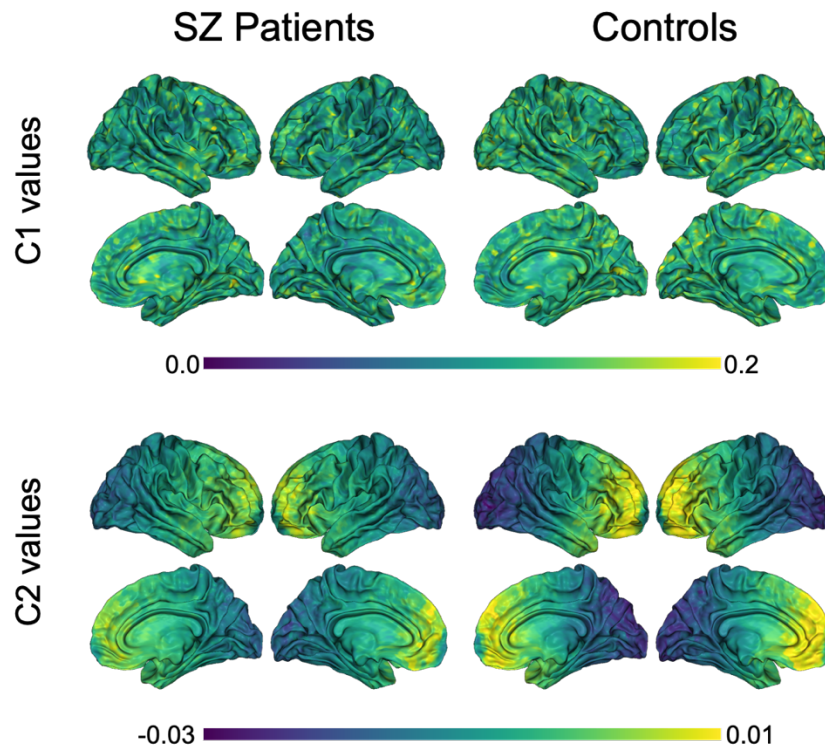 SZ Patients
Controls
C1 values
0.0
0.2
C2 values
-0.03
0.01